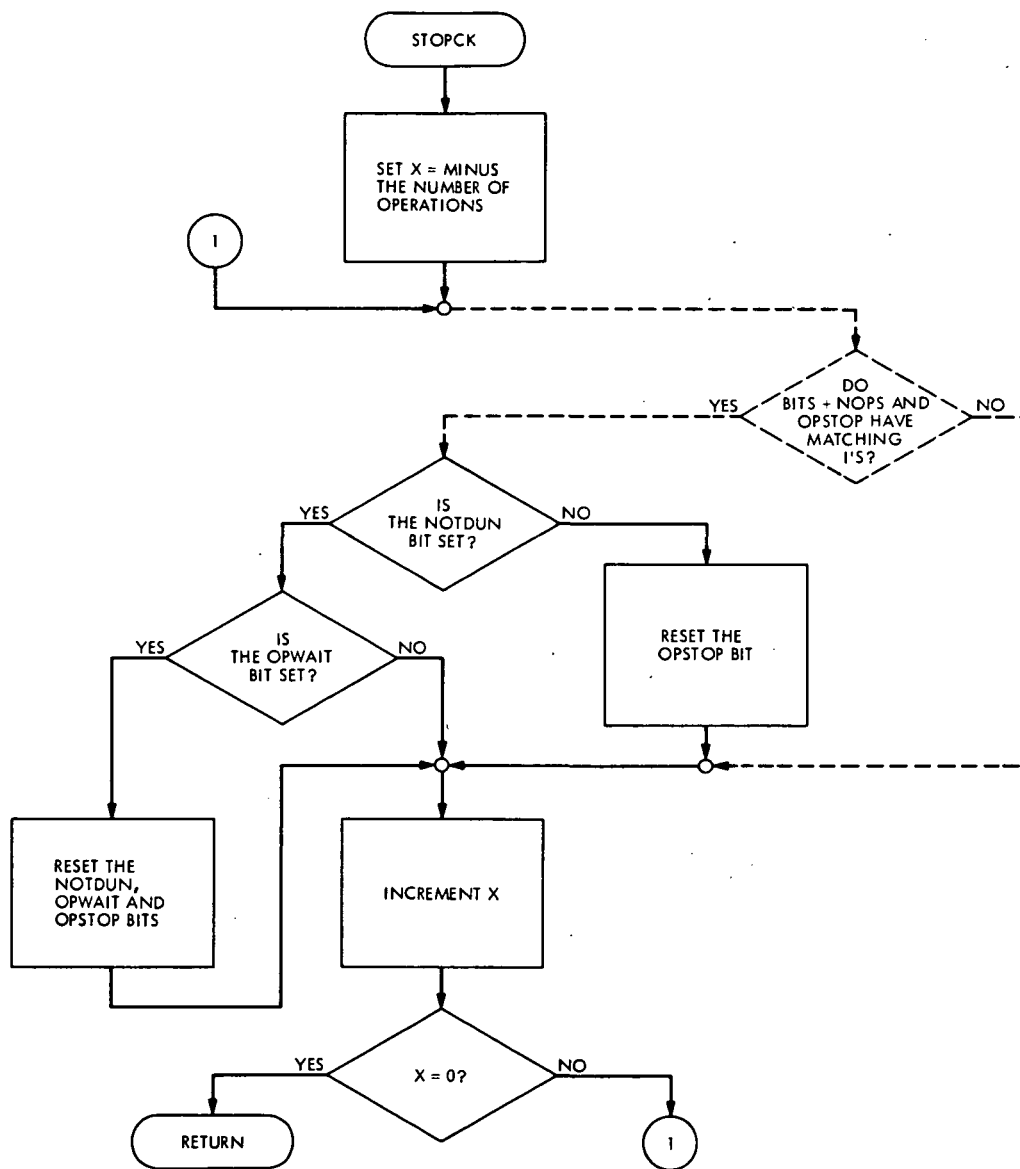 STOPCK
SET X = MINUS
THE NUMBER OF
OPERATIONS
1
DO
BITS + NOPS AND
OPSTOP HAVE
MATCHING
1'S?
YES
NO
IS
THE NOTDUN
BIT SET?
YES
NO
IS
THE OPWAIT
BIT SET?
YES
NO
RESET THE
OPSTOP BIT
RESET THE
NOTDUN,
OPWAIT AND
OPSTOP BITS
INCREMENT X
X = 0?
YES
NO
RETURN
1